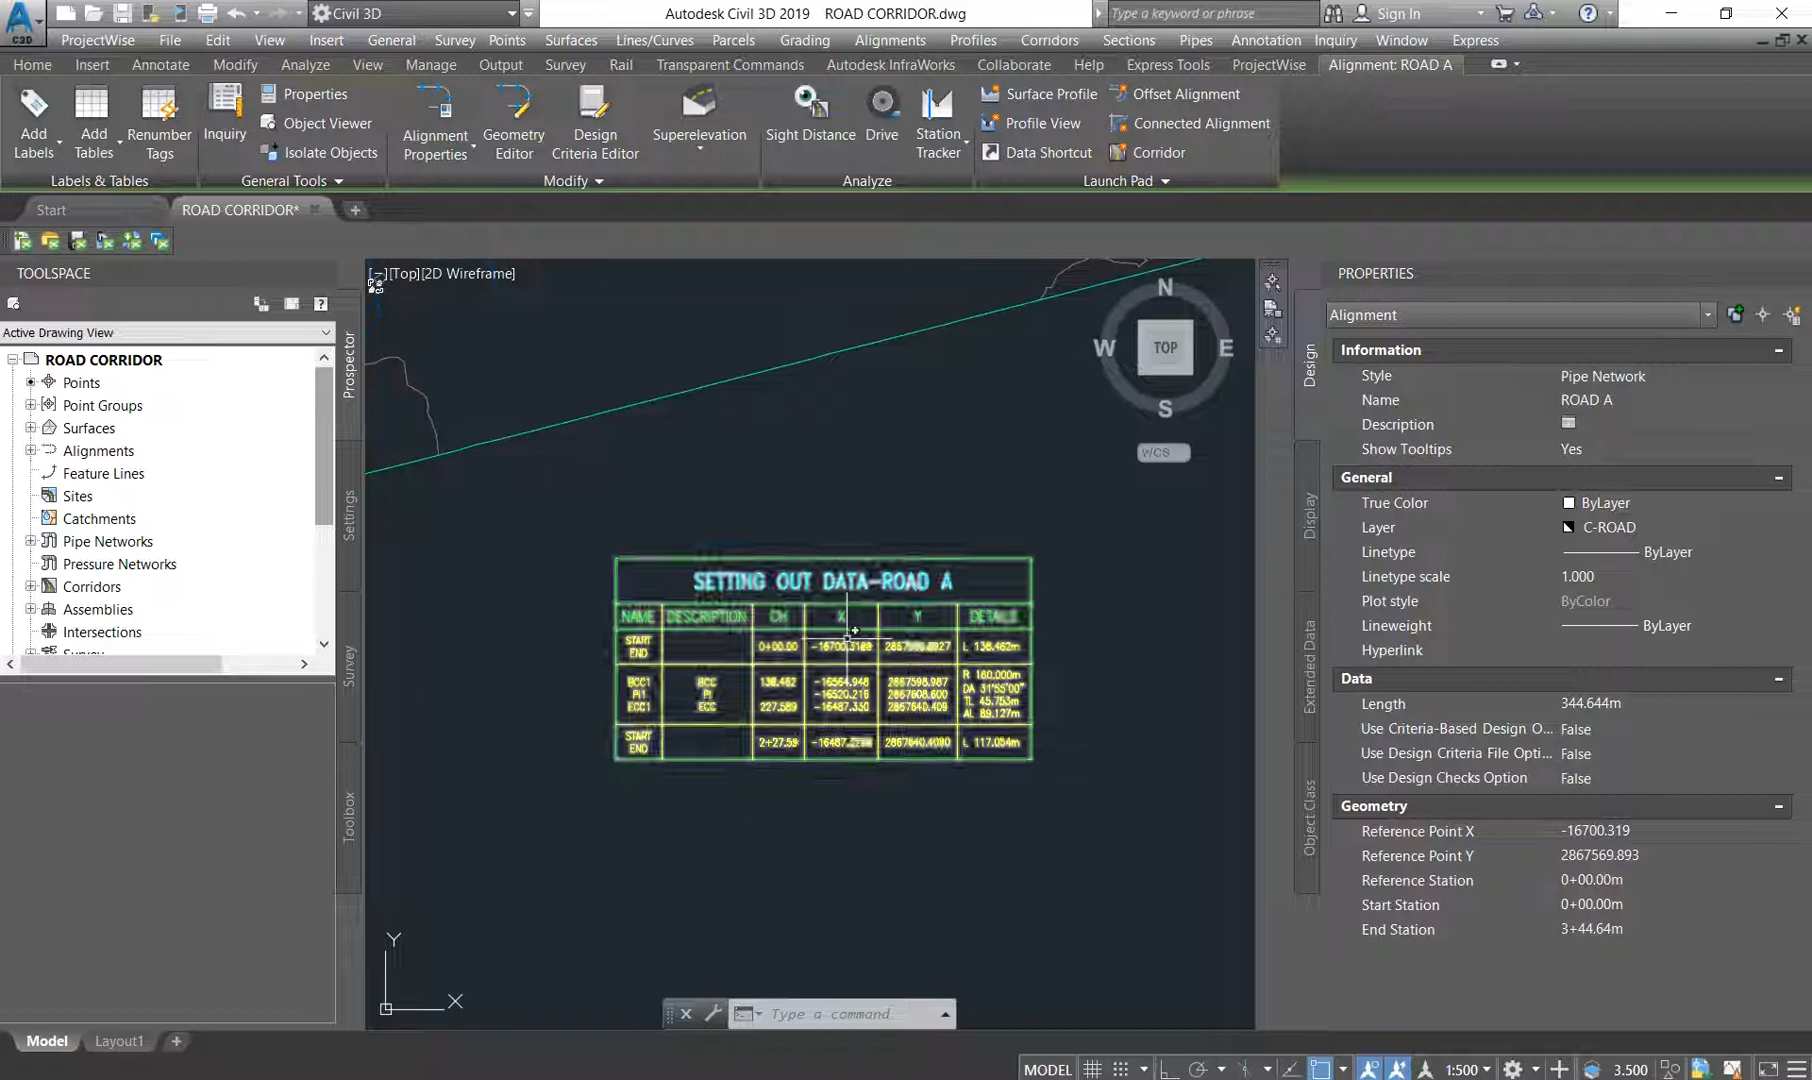 Civil 3D
Autodesk Civil 3D 2019 ROAD CORRIDOR.dwg
Type a keyword or phrase
Sign In
C3D
ProjectWise File Edit View Insert General Survey Points Surfaces Lines/Curves Parcels Grading Alignments Profiles Corridors Sections Pipes Annotation Inquiry Window Express
Home Insert Annotate Modify Analyze View Manage Output Survey Rail Transparent Commands Autodesk InfraWorks Collaborate Help Express Tools ProjectWise Alignment: ROAD A
Add Labels
Add Tables
Renumber Tags
Labels & Tables
Inquiry
Properties
Object Viewer
Isolate Objects
General Tools
Alignment Properties
Geometry Editor
Design Criteria Editor
Superelevation
Modify
Sight Distance
Drive
Station Tracker
Analyze
Surface Profile
Profile View
Data Shortcut
Offset Alignment
Connected Alignment
Corridor
Launch Pad
Start
ROAD CORRIDOR*
TOOLSPACE
Active Drawing View
ROAD CORRIDOR
Points
Point Groups
Surfaces
Alignments
Feature Lines
Sites
Catchments
Pipe Networks
Pressure Networks
Corridors
Assemblies
Intersections
Survey
Prospector
Settings
Survey
Toolbox
[−][Top][2D Wireframe]
N
W TOP E
S
WCS
SETTING OUT DATA-ROAD A
NAME DESCRIPTION CH X Y DETAILS
START END 0+00.00 L 138.462m
BCC1 BCC 138.462 -16564.948 2867598.987 R 160.000m
PI1 PI -16520.216 2867608.600 DA 31°55'00"
ECC1 ECC 227.589 -16487.330 2867640.409 TL 45.753m
AL 89.127m
START END 2+27.59 2867640.4090 L 117.054m
Y
X
Type a command
Design
Display
Extended Data
Object Class
PROPERTIES
Alignment
Information
Style Pipe Network
Name ROAD A
Description
Show Tooltips Yes
General
True Color ByLayer
Layer C-ROAD
Linetype ByLayer
Linetype scale 1.000
Plot style ByColor
Lineweight ByLayer
Hyperlink
Data
Length 344.644m
Use Criteria-Based Design O... False
Use Design Criteria File Opti... False
Use Design Checks Option False
Geometry
Reference Point X -16700.319
Reference Point Y 2867569.893
Reference Station 0+00.00m
Start Station 0+00.00m
End Station 3+44.64m
Model Layout1
MODEL 1:500 3.500